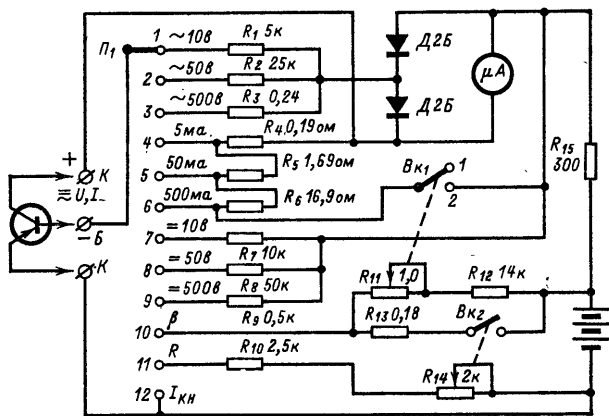 П₁
1 ~10в R₁ 5к
2 ~50в R₂ 25к
3 ~500в R₃ 0,24
4 5ма R₄ 0,19ом
5 50ма R₅ 1,69ом
6 500ма R₆ 16,9ом
7 =10в
8 =50в R₇ 10к
9 =500в R₈ 50к
10 β R₉ 0,5к
11 R R₁₀ 2,5к
12 Iкн
Д2Б
Д2Б
μA
R₁₅
300
Вк₁ 1
2
R₁₁ 1,0
R₁₂ 14к
R₁₃ 0,18
Вк₂
R₁₄ 2к
+ К
≅ U, I_
– Б
К